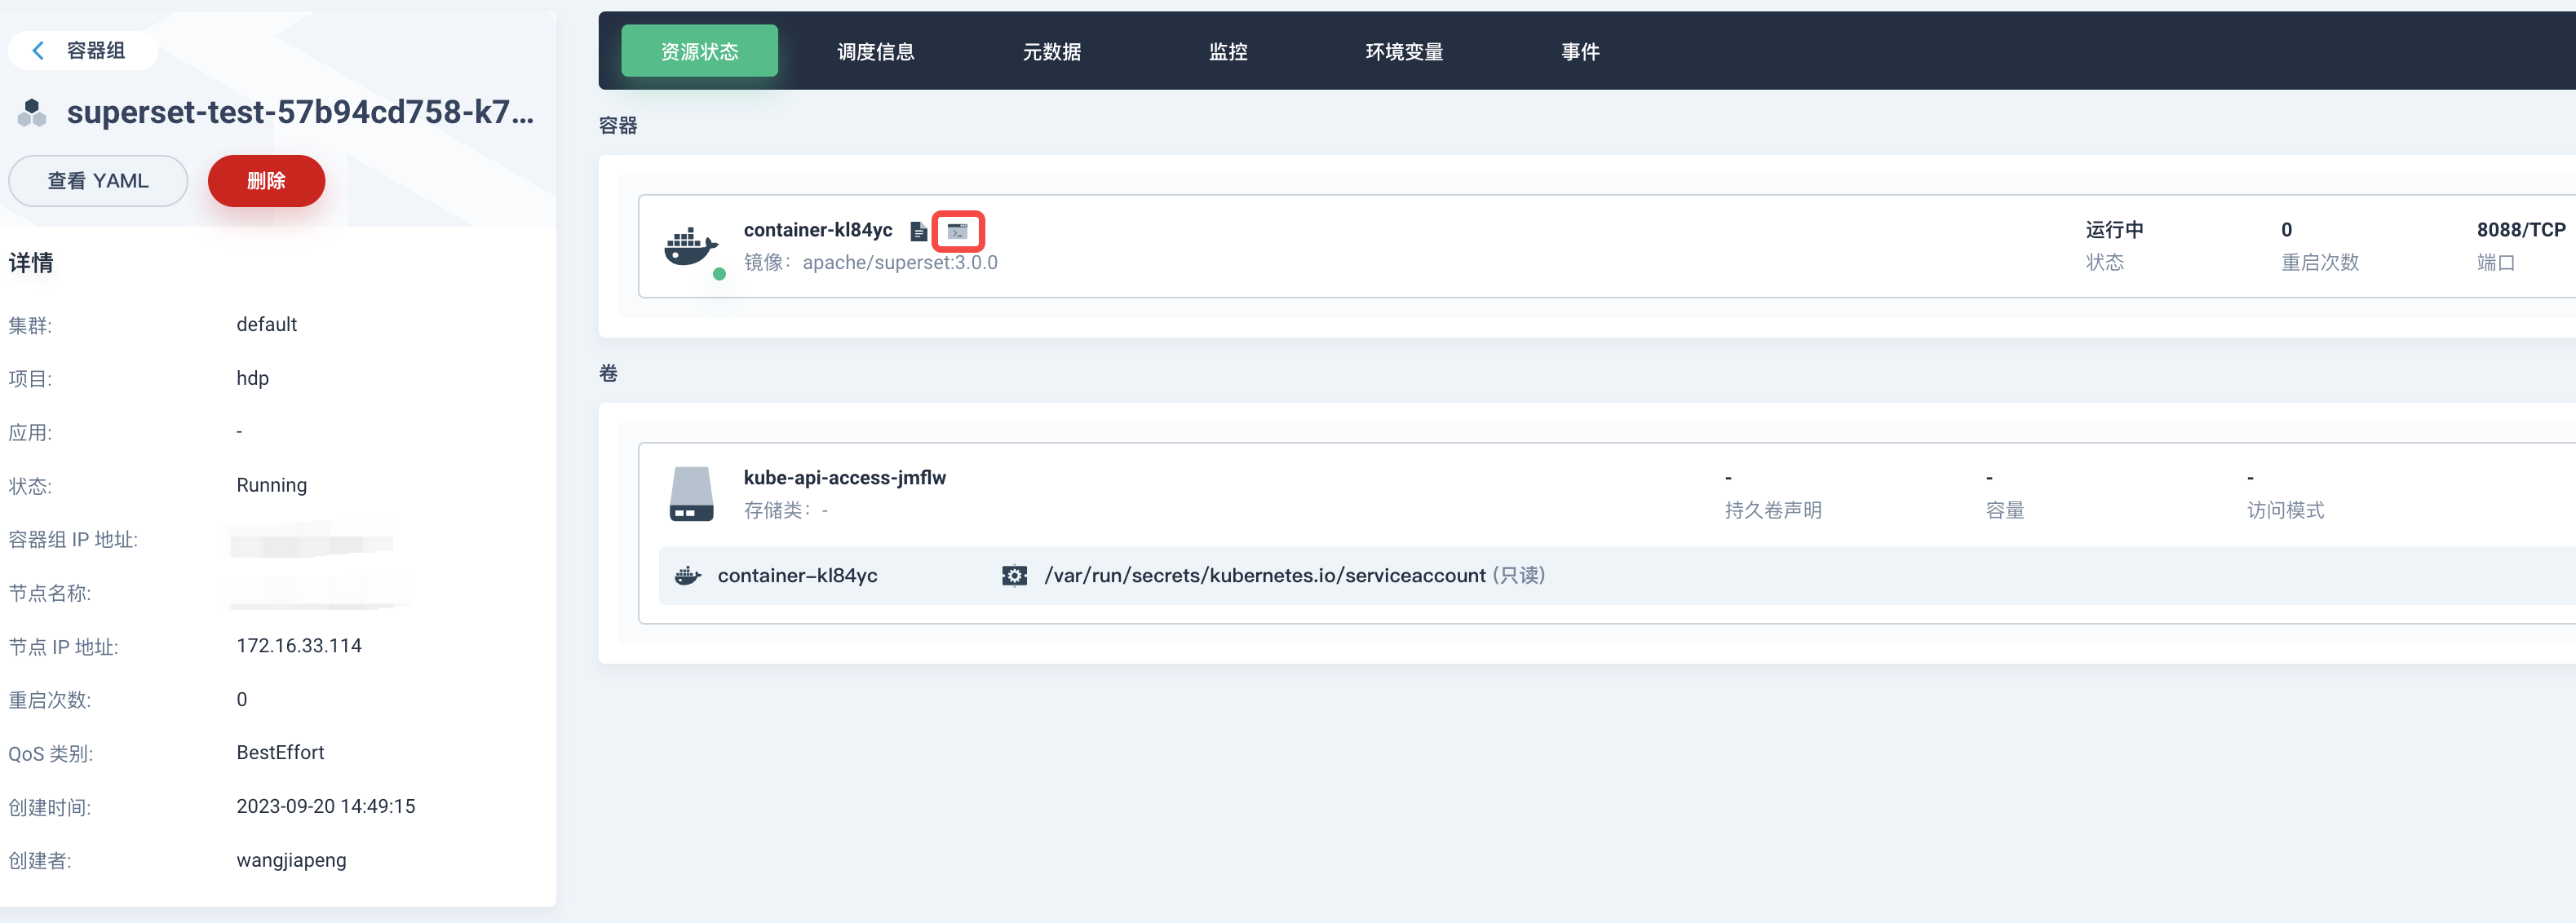 容器组
superset-test-57b94cd758-k7...
查看 YAML
删除
详情
集群: default
项目: hdp
应用: -
状态: Running
容器组 IP 地址:
节点名称:
节点 IP 地址: 172.16.33.114
重启次数: 0
QoS 类别: BestEffort
创建时间: 2023-09-20 14:49:15
创建者: wangjiapeng
资源状态 调度信息 元数据 监控 环境变量 事件
容器
container-kl84yc 运行中 0 8088/TCP
镜像： apache/superset:3.0.0 状态 重启次数 端口
卷
kube-api-access-jmflw - - -
存储类： - 持久卷声明 容量 访问模式
container-kl84yc /var/run/secrets/kubernetes.io/serviceaccount (只读)